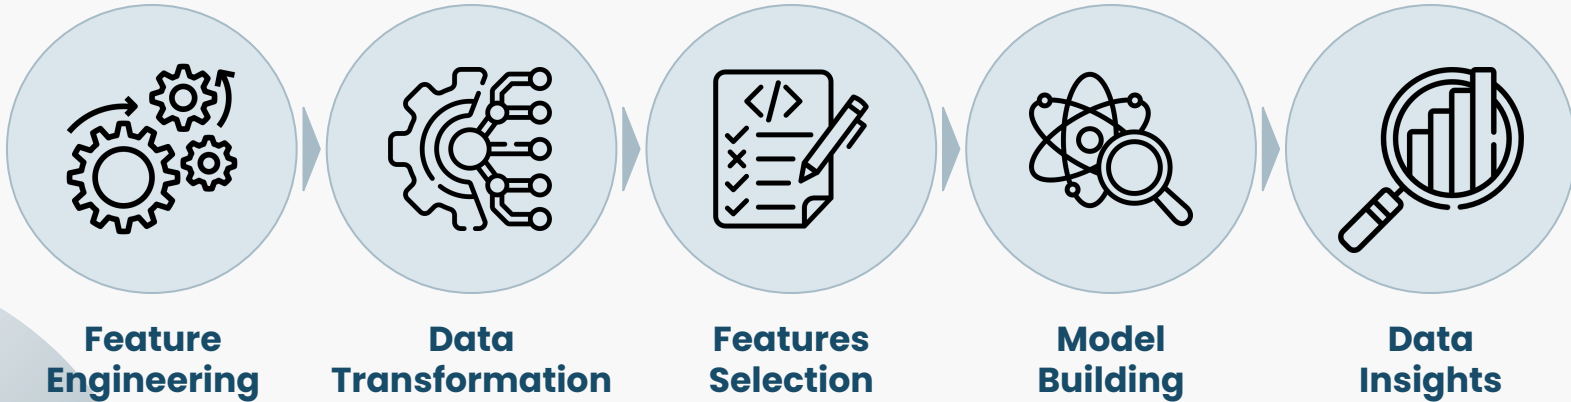 Feature
Engineering
Data
Transformation
Features
Selection
Model
Building
Data
Insights